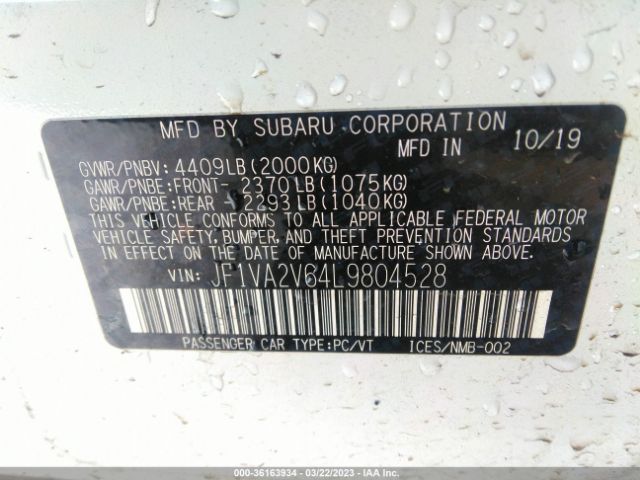 MFD BY SUBARU CORPORATION
MFD IN 10/19
GVWR/PNBV: 4409LB(2000KG)
GAWR/PNBE:FRONT- 2370LB(1075KG)
GAWR/PNBE:REAR -2293LB(1040KG)
THIS VEHICLE CONFORMS TO ALL APPLICABLE FEDERAL MOTOR
VEHICLE SAFETY, BUMPER, AND THEFT PREVENTION STANDARDS
IN EFFECT ON THE DATE OF MANUFACTURE SHOWN ABOVE.
VIN: JF1VA2V64L9804528
PASSENGER CAR TYPE:PC/VT ICES/NMB-002
000-36163934 - 03/22/2023 - IAA Inc.